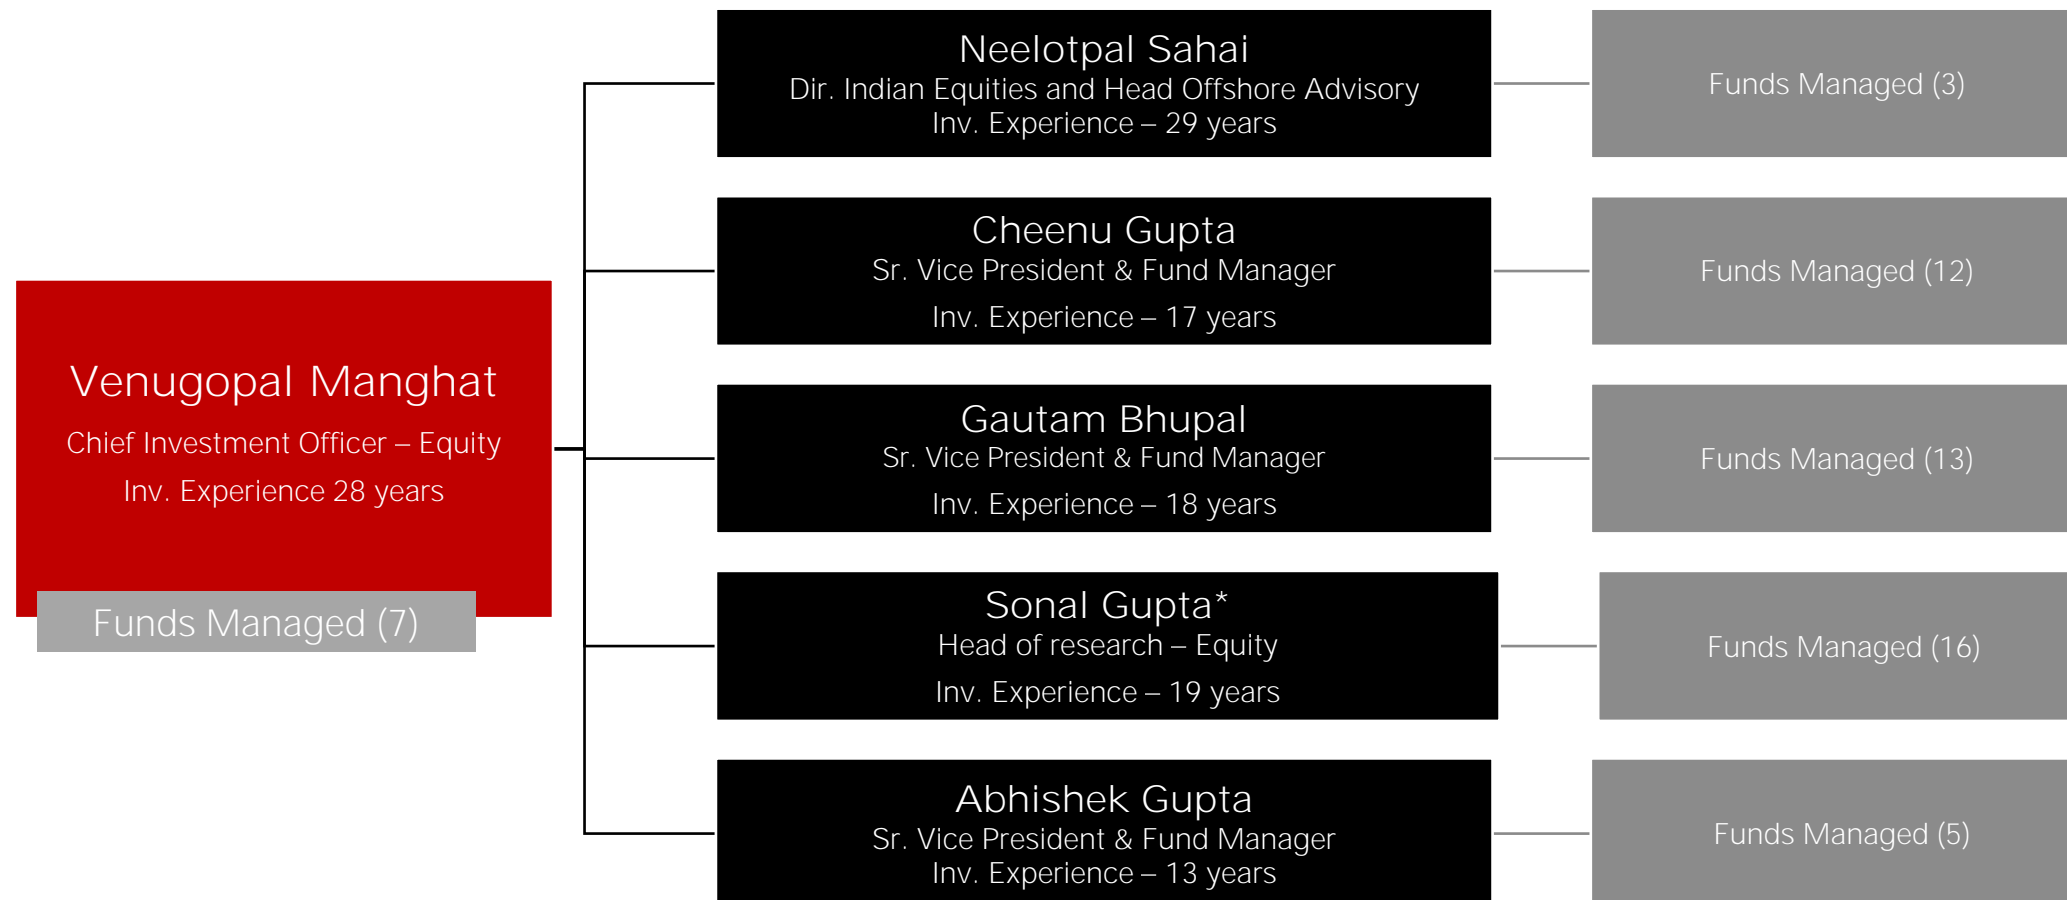 Venugopal Manghat
Chief Investment Officer – Equity
Inv. Experience 28 years
Funds Managed (7)
Neelotpal Sahai
Dir. Indian Equities and Head Offshore Advisory
Inv. Experience – 29 years
Funds Managed (3)
Cheenu Gupta
Sr. Vice President & Fund Manager
Inv. Experience – 17 years
Funds Managed (12)
Gautam Bhupal
Sr. Vice President & Fund Manager
Inv. Experience – 18 years
Funds Managed (13)
Sonal Gupta*
Head of research – Equity
Inv. Experience – 19 years
Funds Managed (16)
Abhishek Gupta
Sr. Vice President & Fund Manager
Inv. Experience – 13 years
Funds Managed (5)